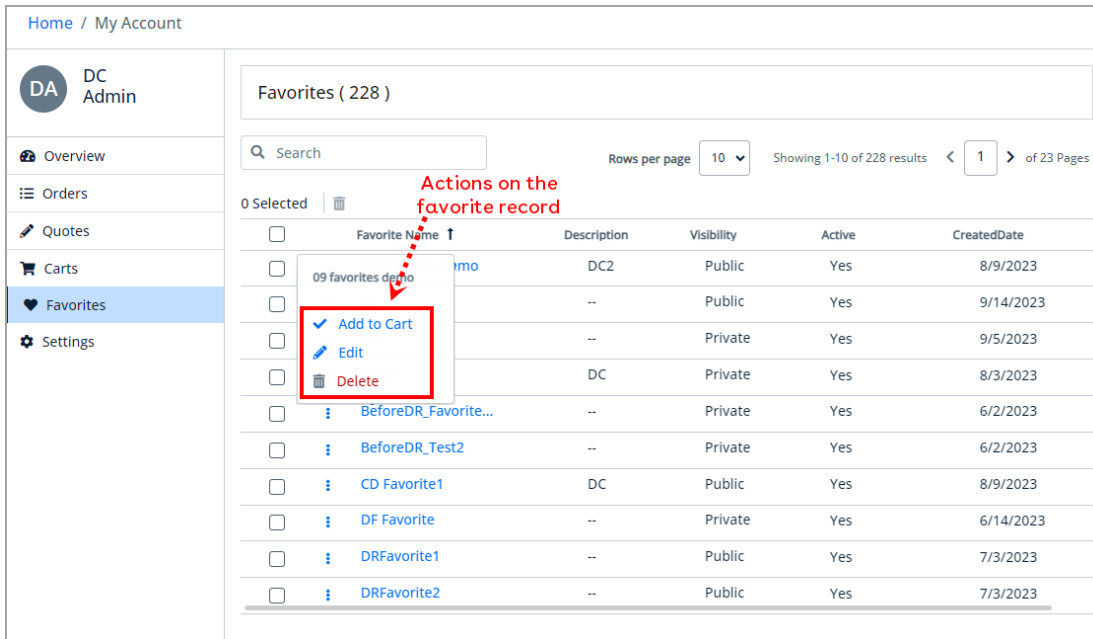 Home / My Account
DA
DC
Admin
Overview
Orders
Quotes
Carts
Favorites
Settings
Favorites ( 228 )
Search
Rows per page 10 Showing 1-10 of 228 results 1 of 23 Pages
Actions on the
favorite record
0 Selected
Favorite Name ↑ Description Visibility Active CreatedDate
DC2 Public Yes 8/9/2023
09 favorites demo
-- Public Yes 9/14/2023
Add to Cart
-- Private Yes 9/5/2023
Edit
DC Private Yes 8/3/2023
Delete
BeforeDR_Favorite... -- Private Yes 6/2/2023
BeforeDR_Test2 -- Private Yes 6/2/2023
CD Favorite1 DC Public Yes 8/9/2023
DF Favorite -- Private Yes 6/14/2023
DRFavorite1 -- Public Yes 7/3/2023
DRFavorite2 -- Public Yes 7/3/2023